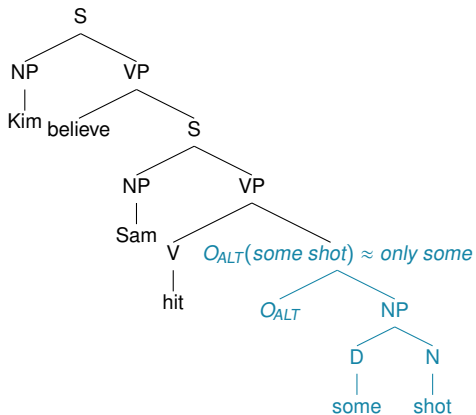 S
NP VP
Kim believe S
NP VP
Sam V O_ALT(some shot) ≈ only some
hit O_ALT NP
D N
some shot